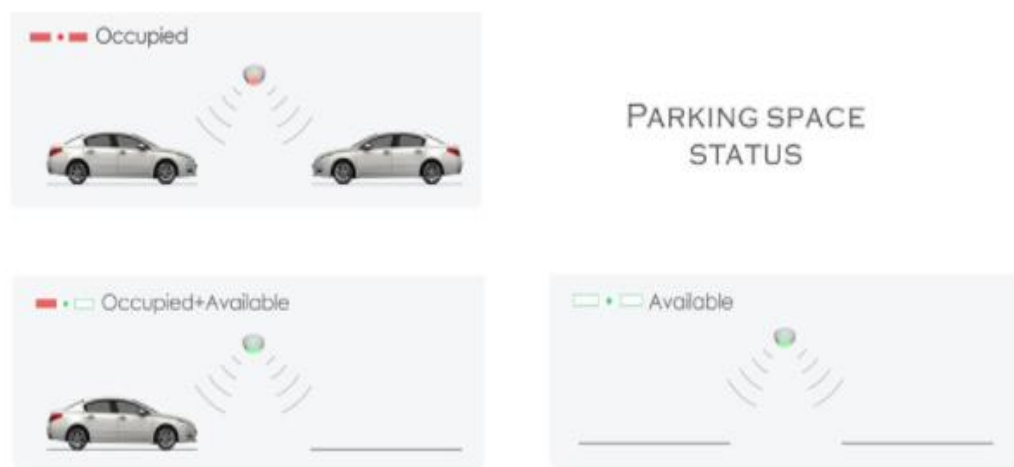 Occupied
PARKING SPACE
STATUS
Occupied+Available
Available